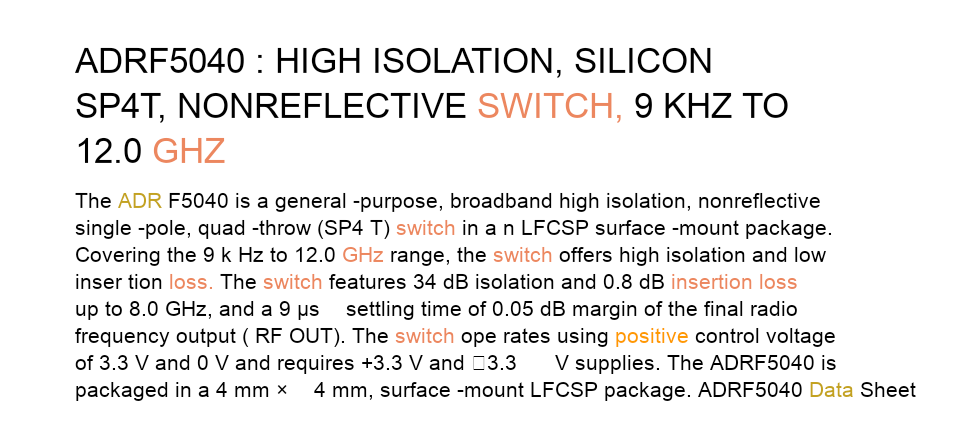 ADRF5040 : HIGH ISOLATION, SILICON
SP4T, NONREFLECTIVE SWITCH, 9 KHZ TO
12.0 GHZ
The ADR F5040 is a general -purpose, broadband high isolation, nonreflective
single -pole, quad -throw (SP4 T) switch in a n LFCSP surface -mount package.
Covering the 9 k Hz to 12.0 GHz range, the switch offers high isolation and low
inser tion loss. The switch features 34 dB isolation and 0.8 dB insertion loss
up to 8.0 GHz, and a 9 μs settling time of 0.05 dB margin of the final radio
frequency output ( RF OUT). The switch ope rates using positive control voltage
of 3.3 V and 0 V and requires +3.3 V and □3.3 V supplies. The ADRF5040 is
packaged in a 4 mm × 4 mm, surface -mount LFCSP package. ADRF5040 Data Sheet